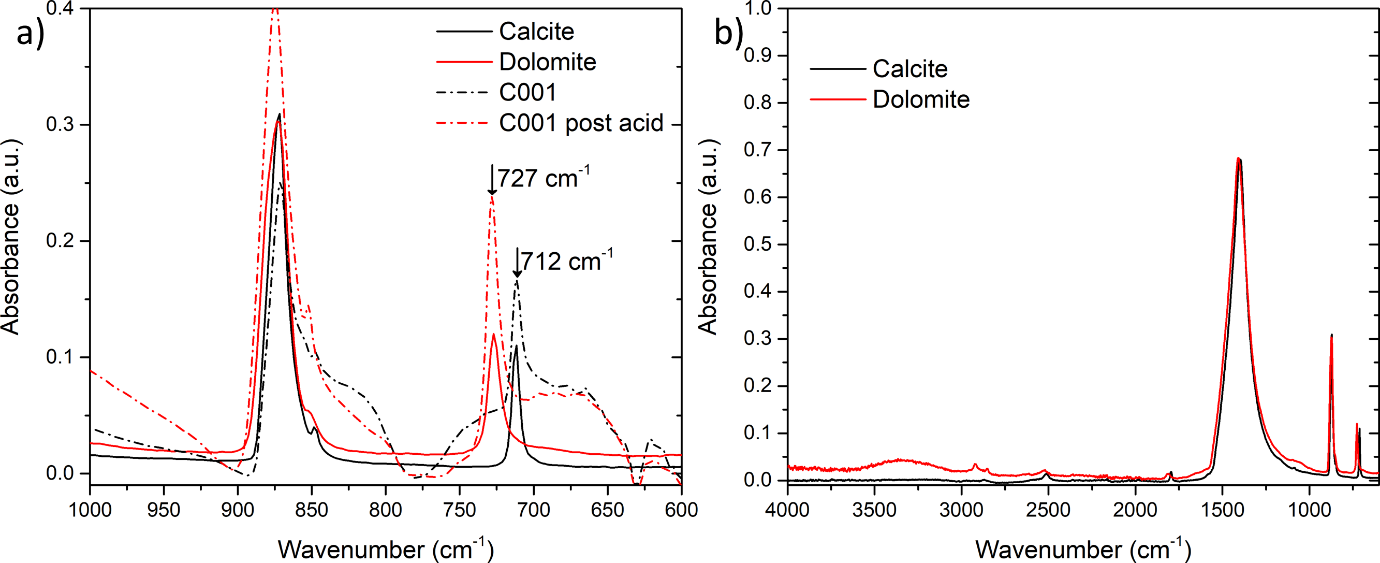 a)
0.4
0.3
0.2
0.1
0.0
Absorbance (a.u.)
Calcite
Dolomite
C001
C001 post acid
727 cm-1
712 cm-1
1000 950 900 850 800 750 700 650 600
Wavenumber (cm-1)
b)
1.0
0.9
0.8
0.7
0.6
0.5
0.4
0.3
0.2
0.1
0.0
Absorbance (a.u.)
Calcite
Dolomite
4000 3500 3000 2500 2000 1500 1000
Wavenumber (cm-1)